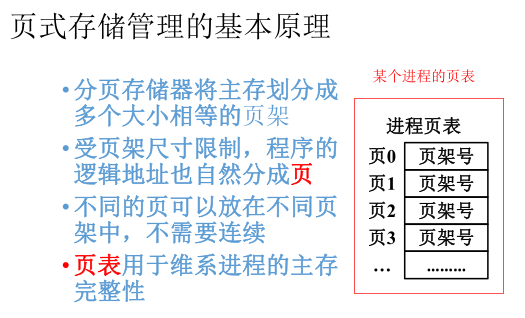 页式存储管理的基本原理
•分页存储器将主存划分成
多个大小相等的页架
•受页架尺寸限制，程序的
逻辑地址也自然分成页
•不同的页可以放在不同页
架中，不需要连续
•页表用于维系进程的主存
完整性
某个进程的页表
进程页表
页0 页架号
页1 页架号
页2 页架号
页3 页架号
… ………